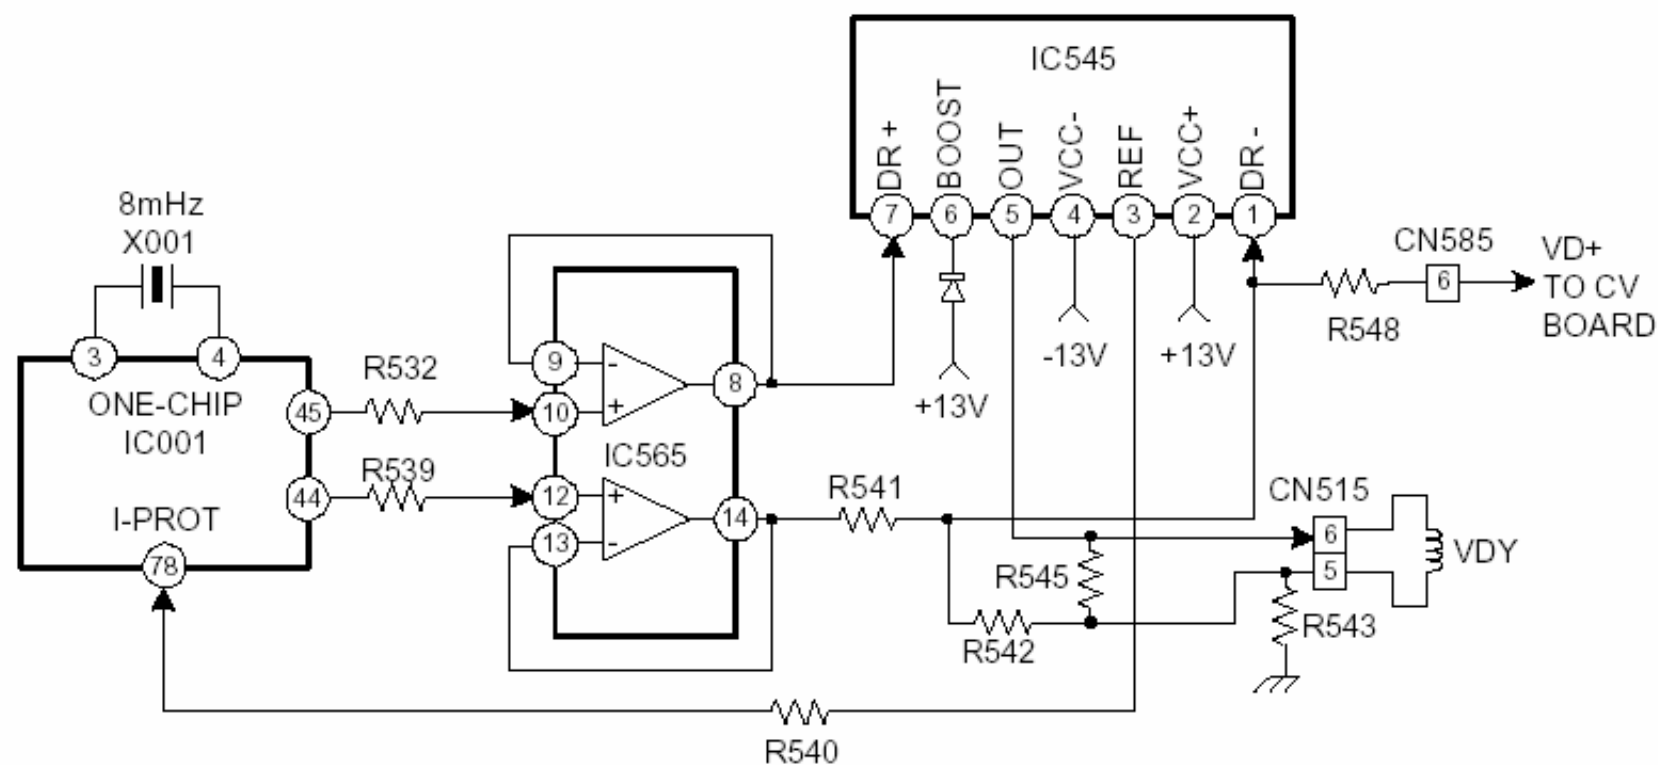 IC545
DR+
BOOST
OUT
VCC-
REF
VCC+
DR-
7
6
5
4
3
2
1
8mHz
X001
3
4
ONE-CHIP
IC001
45
44
I-PROT
78
R532
R539
9
10
12
13
-
+
+
-
IC565
8
14
+13V
-13V
+13V
CN585
6
R548
VD+
TO CV
BOARD
R541
R545
R542
CN515
6
5
VDY
R543
R540